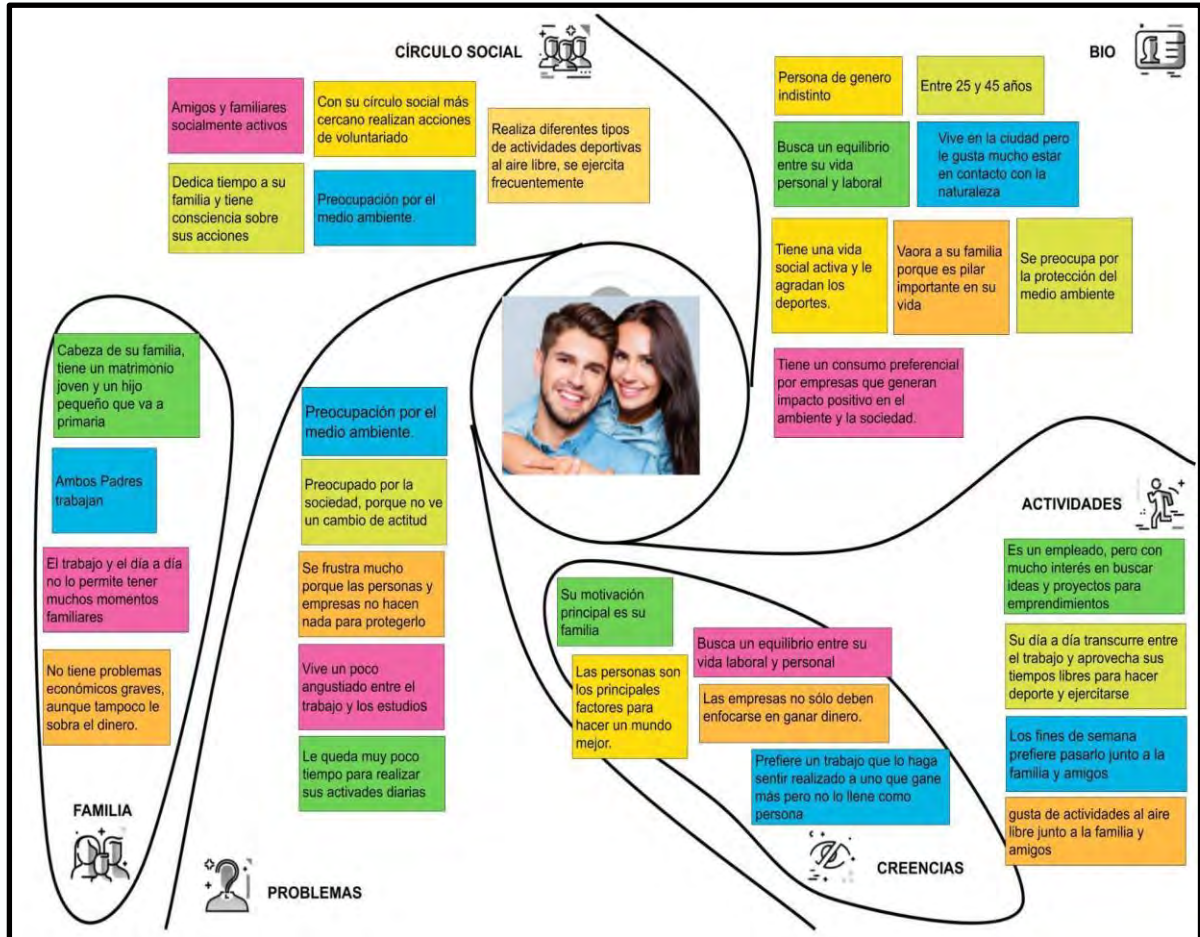 CÍRCULO SOCIAL
Amigos y familiares
socialmente activos
Con su círculo social más
cercano realizan acciones
de voluntariado
Realiza diferentes tipos
de actividades deportivas
al aire libre, se ejercita
frecuentemente
Dedica tiempo a su
familia y tiene
consciencia sobre
sus acciones
Preocupación por el
medio ambiente.
BIO
Persona de genero
indistinto
Entre 25 y 45 años
Busca un equilibrio
entre su vida
personal y laboral
Vive en la ciudad pero
le gusta mucho estar
en contacto con la
naturaleza
Tiene una vida
social activa y le
agradan los
deportes.
Vaora a su familia
porque es pilar
importante en su
vida
Se preocupa por
la protección del
medio ambiente
Tiene un consumo preferencial
por empresas que generan
impacto positivo en el
ambiente y la sociedad.
Cabeza de su familia,
tiene un matrimonio
joven y un hijo
pequeño que va a
primaria
Ambos Padres
trabajan
El trabajo y el día a día
no lo permite tener
muchos momentos
familiares
No tiene problemas
económicos graves,
aunque tampoco le
sobra el dinero.
FAMILIA
Preocupación por el
medio ambiente.
Preocupado por la
sociedad, porque no ve
un cambio de actitud
Se frustra mucho
porque las personas y
empresas no hacen
nada para protegerlo
Vive un poco
angustiado entre el
trabajo y los estudios
Le queda muy poco
tiempo para realizar
sus activades diarias
PROBLEMAS
Su motivación
principal es su
familia
Busca un equilibrio entre su
vida laboral y personal
Las personas son
los principales
factores para
hacer un mundo
mejor.
Las empresas no sólo deben
enfocarse en ganar dinero.
Prefiere un trabajo que lo haga
sentir realizado a uno que gane
más pero no lo llene como
persona
CREENCIAS
ACTIVIDADES
Es un empleado, pero con
mucho interés en buscar
ideas y proyectos para
emprendimientos
Su día a día transcurre entre
el trabajo y aprovecha sus
tiempos libres para hacer
deporte y ejercitarse
Los fines de semana
prefiere pasarlo junto a la
familia y amigos
gusta de actividades al aire
libre junto a la familia y
amigos